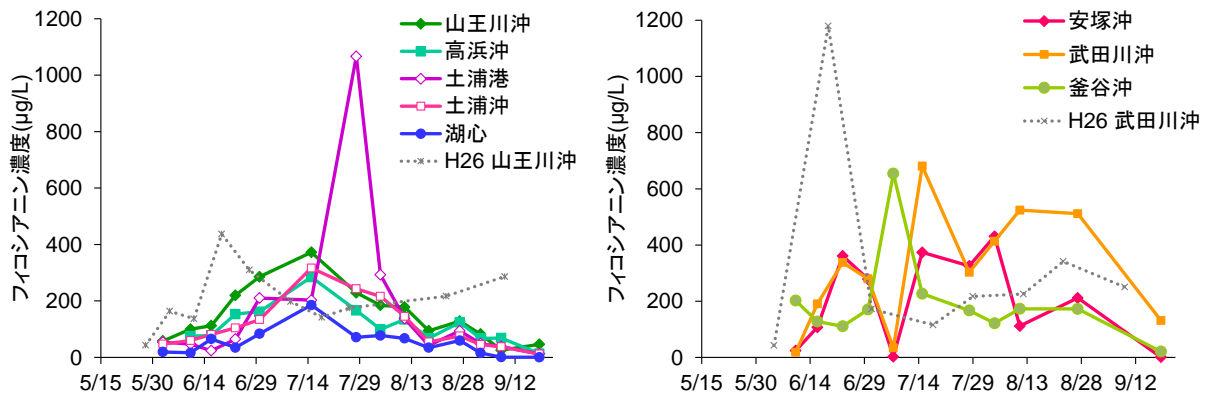 1200
1000
800
600
400
200
0
フィコシアニン濃度(μg/L)
5/15 5/30 6/14 6/29 7/14 7/29 8/13 8/28 9/12
山王川沖
高浜沖
土浦港
土浦沖
湖心
H26 山王川沖
1200
1000
800
600
400
200
0
フィコシアニン濃度(μg/L)
5/15 5/30 6/14 6/29 7/14 7/29 8/13 8/28 9/12
安塚沖
武田川沖
釜谷沖
H26 武田川沖